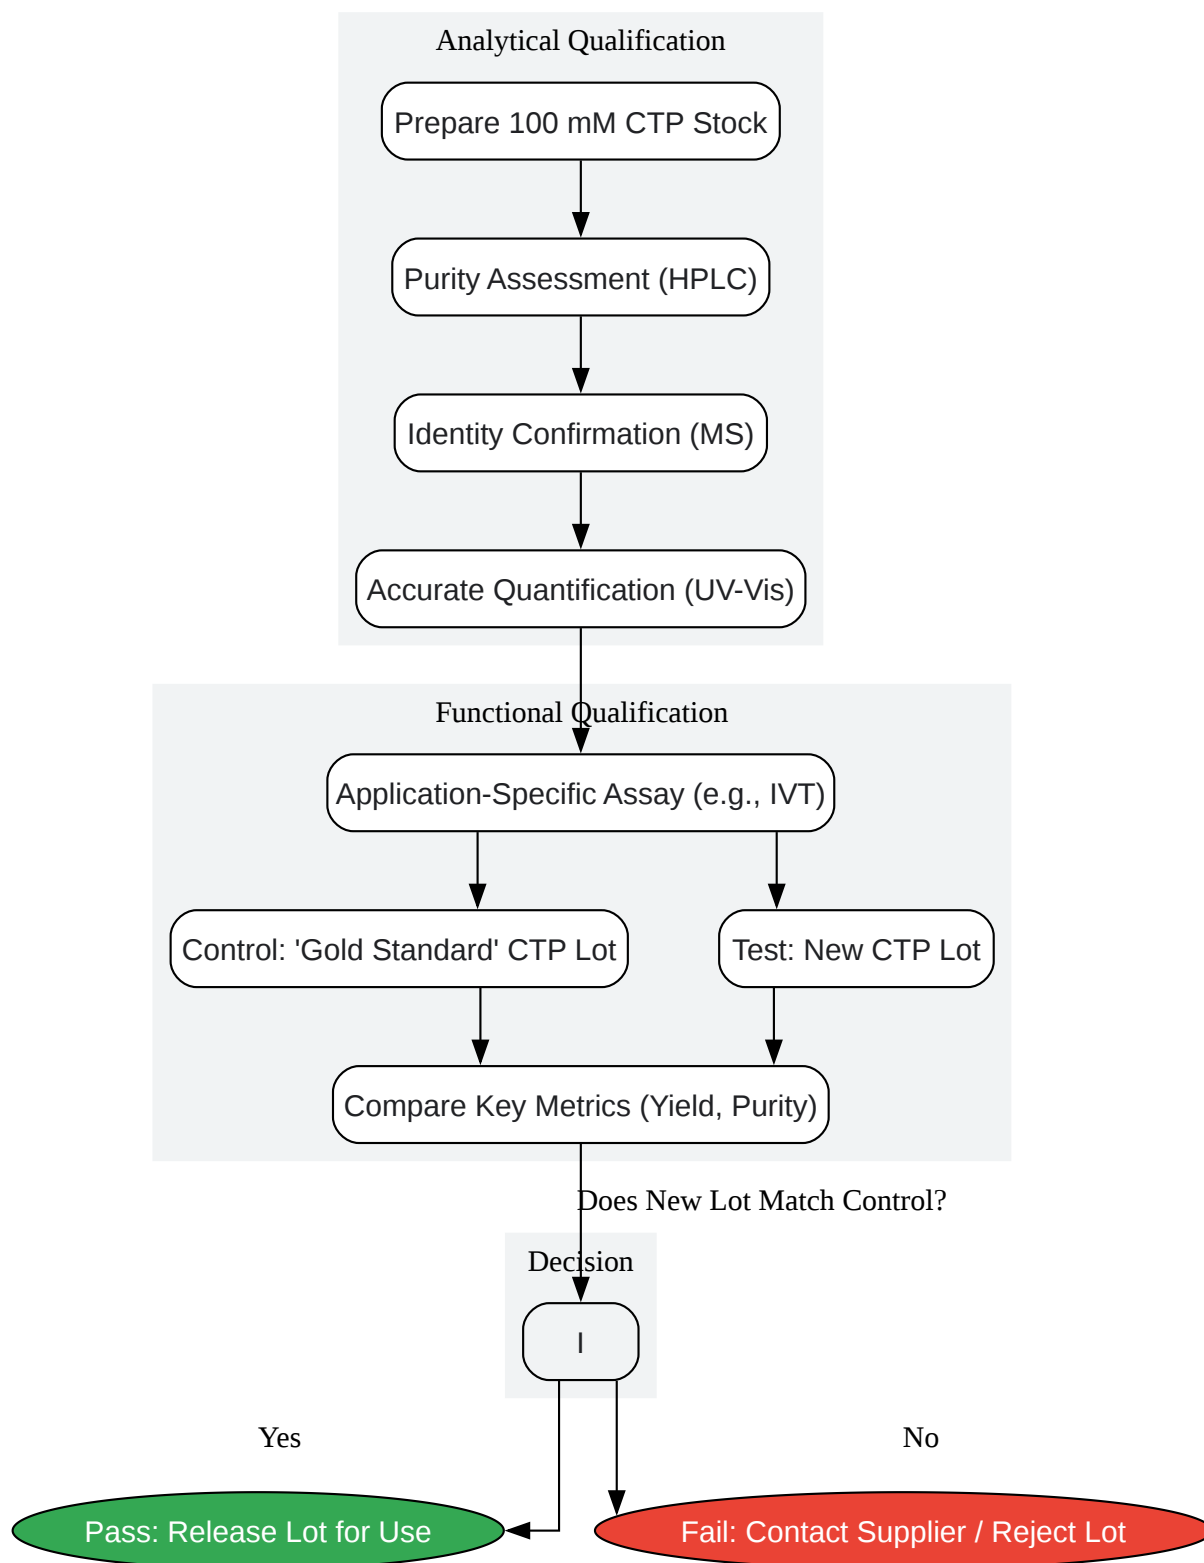 Analytical Qualification
Prepare 100 mM CTP Stock
Purity Assessment (HPLC)
Identity Confirmation (MS)
Accurate Quantification (UV-Vis)
Functional Qualification
Application-Specific Assay (e.g., IVT)
Control: 'Gold Standard' CTP Lot
Test: New CTP Lot
Compare Key Metrics (Yield, Purity)
Does New Lot Match Control?
Decision
I
Yes
No
Pass: Release Lot for Use
Fail: Contact Supplier / Reject Lot